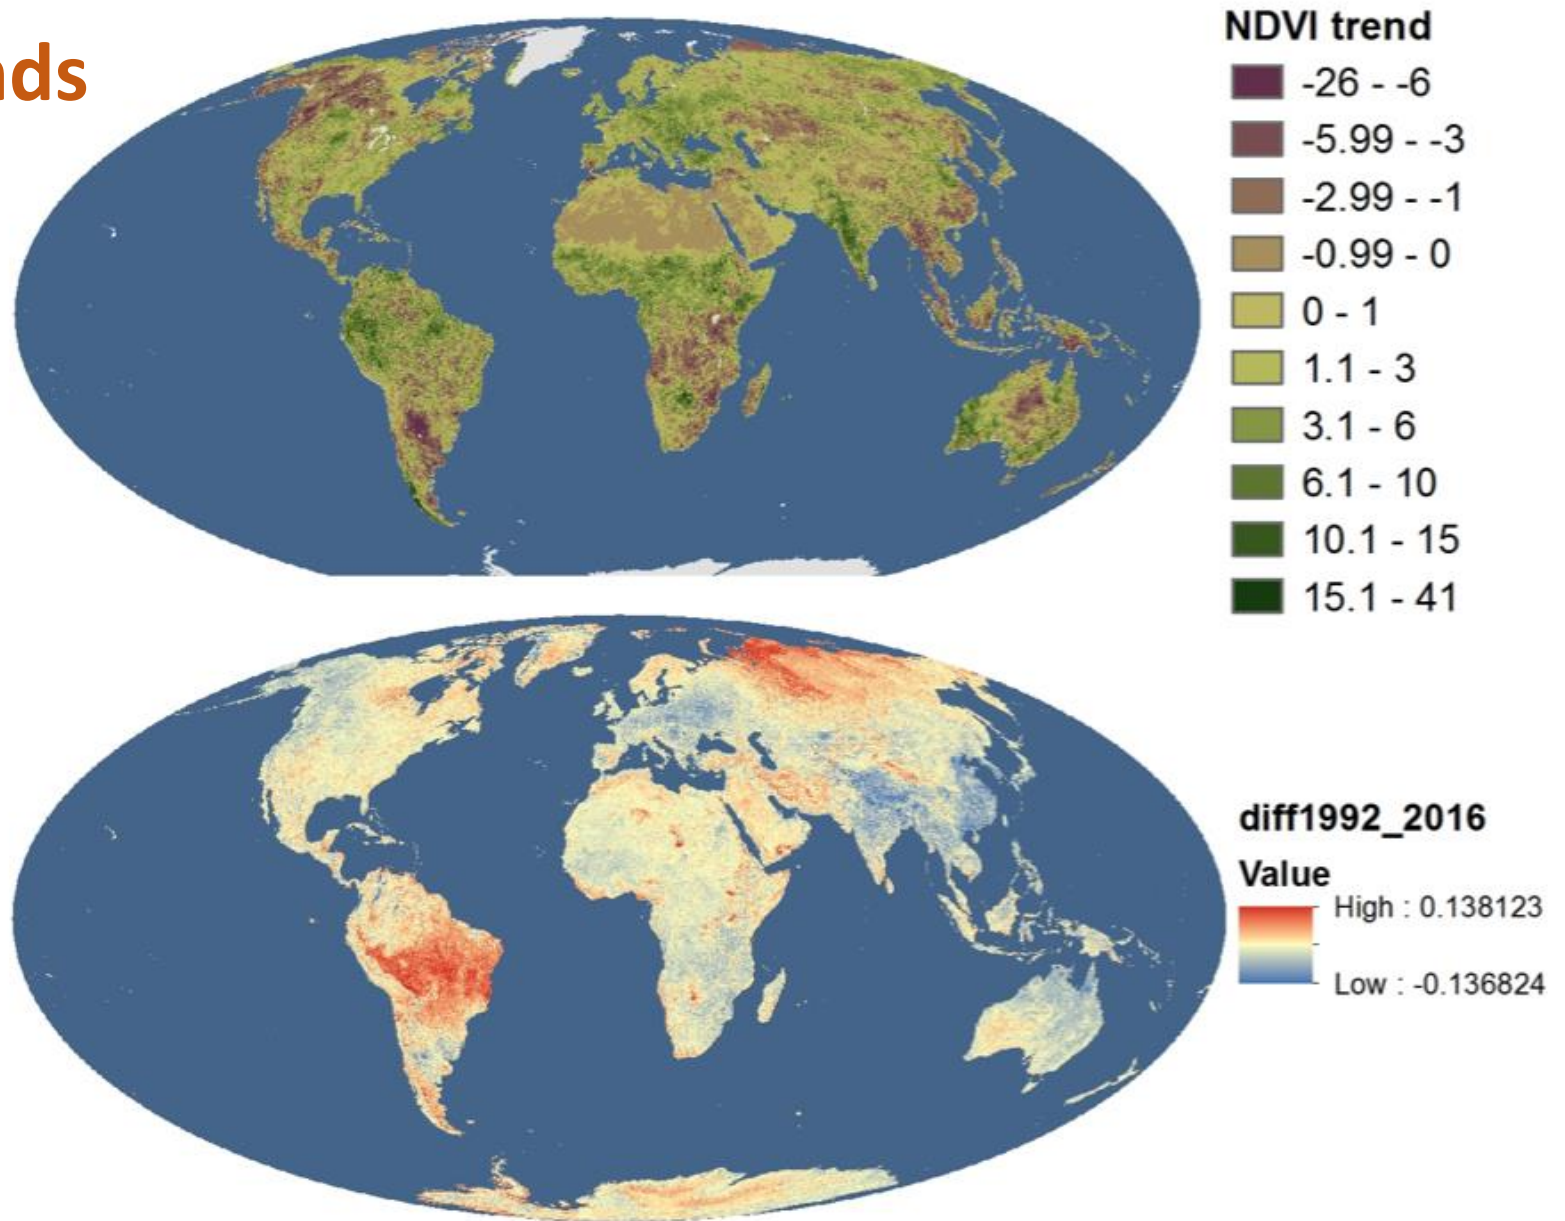 nds
NDVI trend
-26 - -6
-5.99 - -3
-2.99 - -1
-0.99 - 0
0 - 1
1.1 - 3
3.1 - 6
6.1 - 10
10.1 - 15
15.1 - 41
diff1992_2016
Value
High : 0.138123
Low : -0.136824